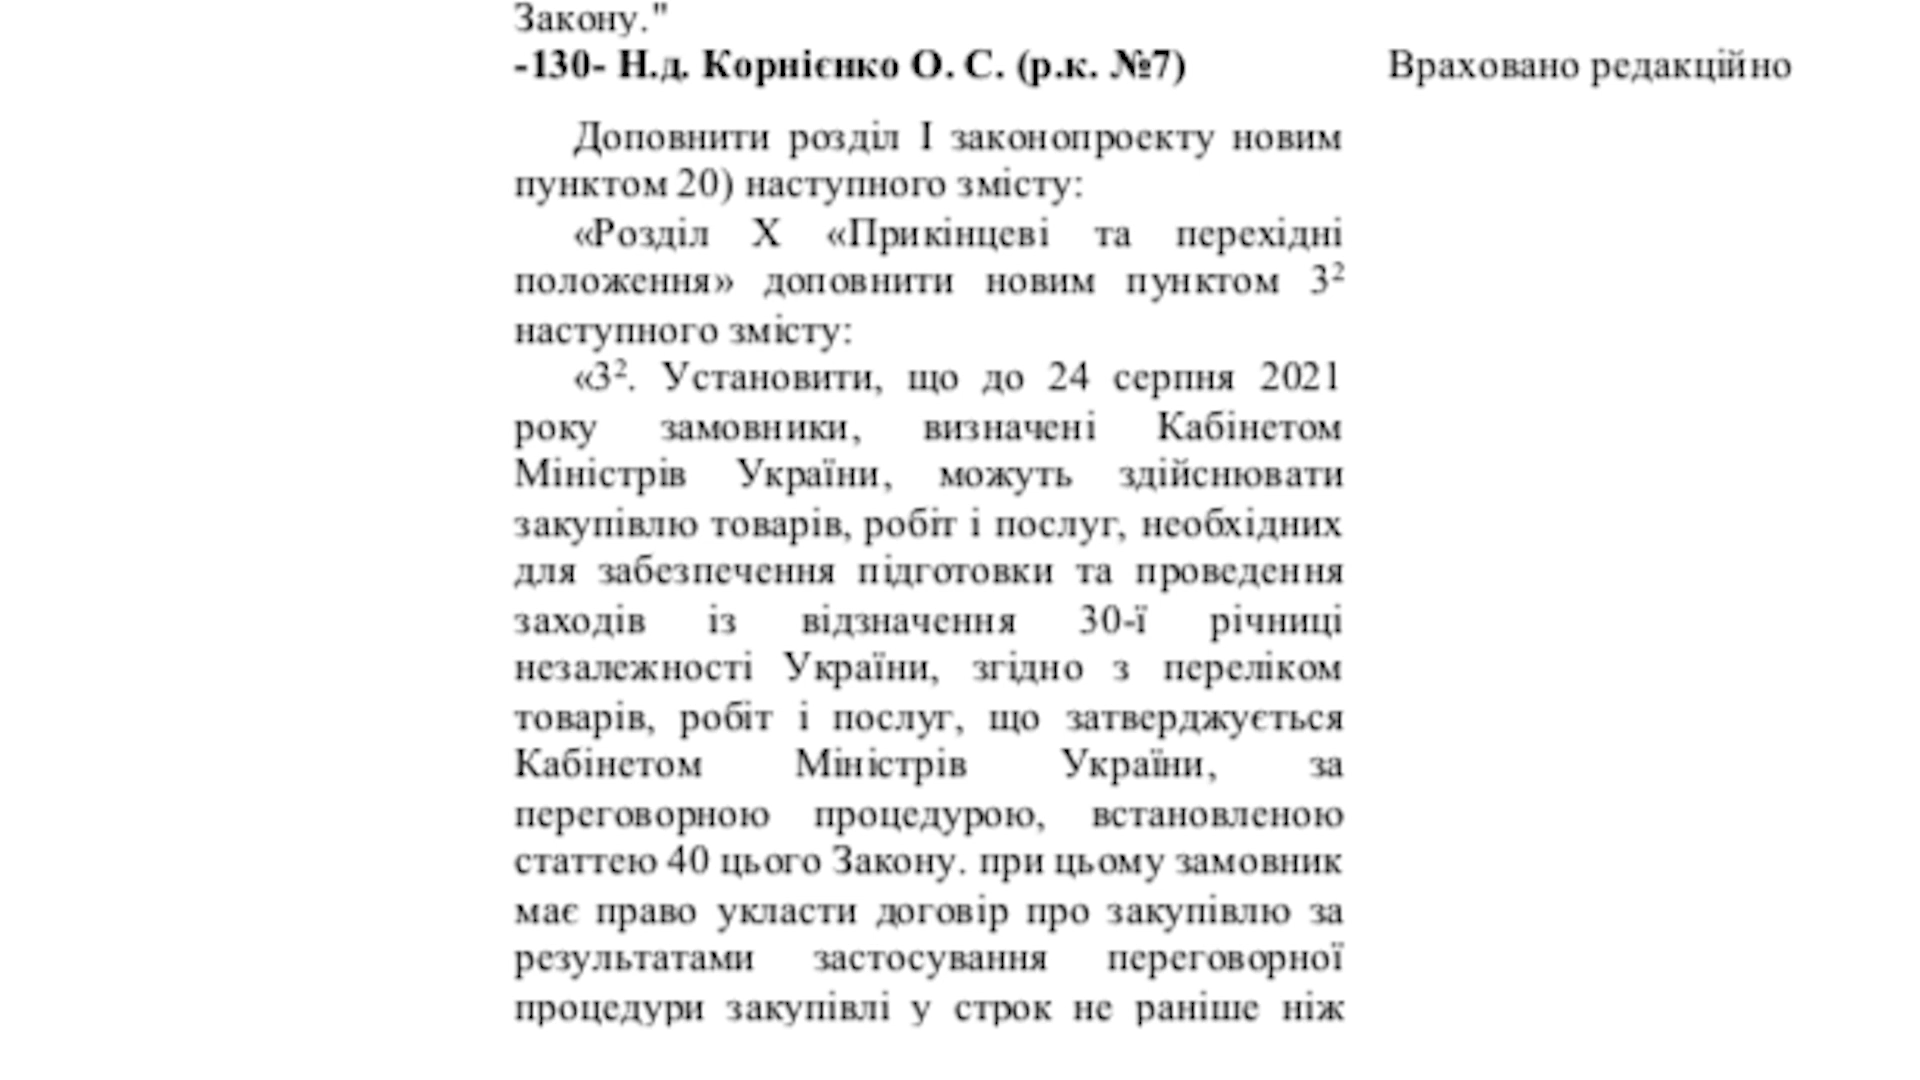 Закону."
-130- Н.д. Корнієнко О. С. (р.к. №7)
Враховано редакційно
Доповнити розділ І законопроекту новим
пунктом 20) наступного змісту:
«Розділ Х «Прикінцеві та перехідні
положення» доповнити новим пунктом 3²
наступного змісту:
«3². Установити, що до 24 серпня 2021
року замовники, визначені Кабінетом
Міністрів України, можуть здійснювати
закупівлю товарів, робіт і послуг, необхідних
для забезпечення підготовки та проведення
заходів із відзначення 30-ї річниці
незалежності України, згідно з переліком
товарів, робіт і послуг, що затверджується
Кабінетом Міністрів України, за
переговорною процедурою, встановленою
статтею 40 цього Закону. при цьому замовник
має право укласти договір про закупівлю за
результатами застосування переговорної
процедури закупівлі у строк не раніше ніж